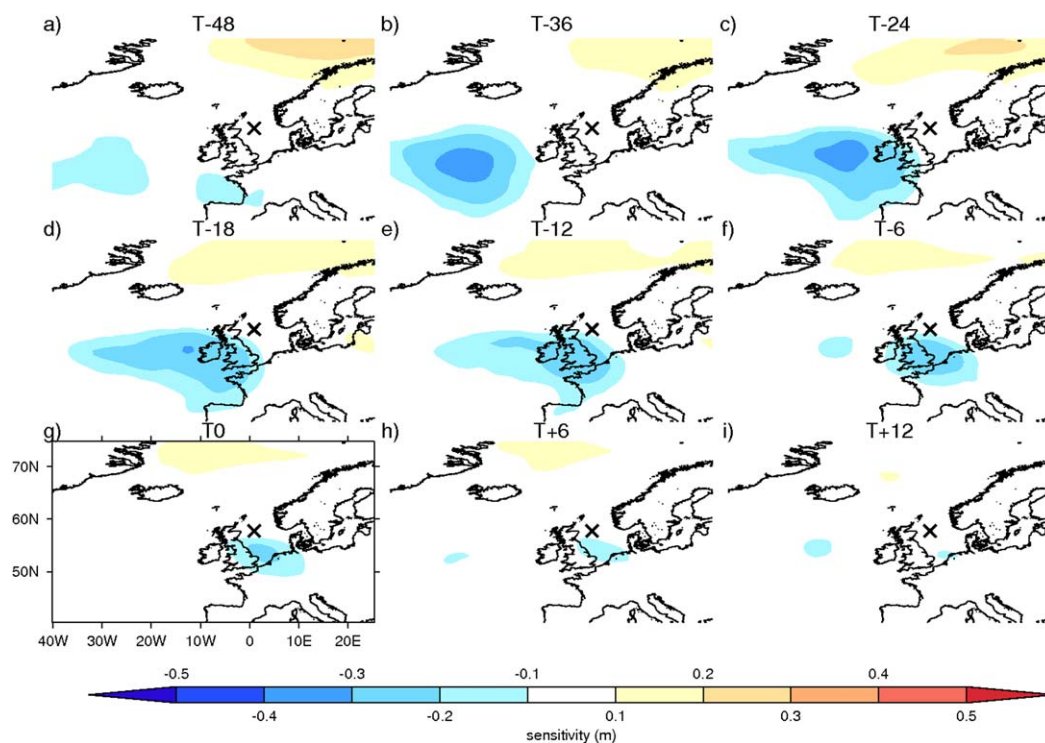 a) T-48 b) T-36 c) T-24
d) T-18 e) T-12 f) T-6
g) T0 h) T+6 i) T+12
70N
60N
50N
40W 30W 20W 10W 0 10E 20E
-0.5 -0.3 -0.1 0.2 0.4
-0.4 -0.2 0.1 0.3 0.5
sensitivity (m)